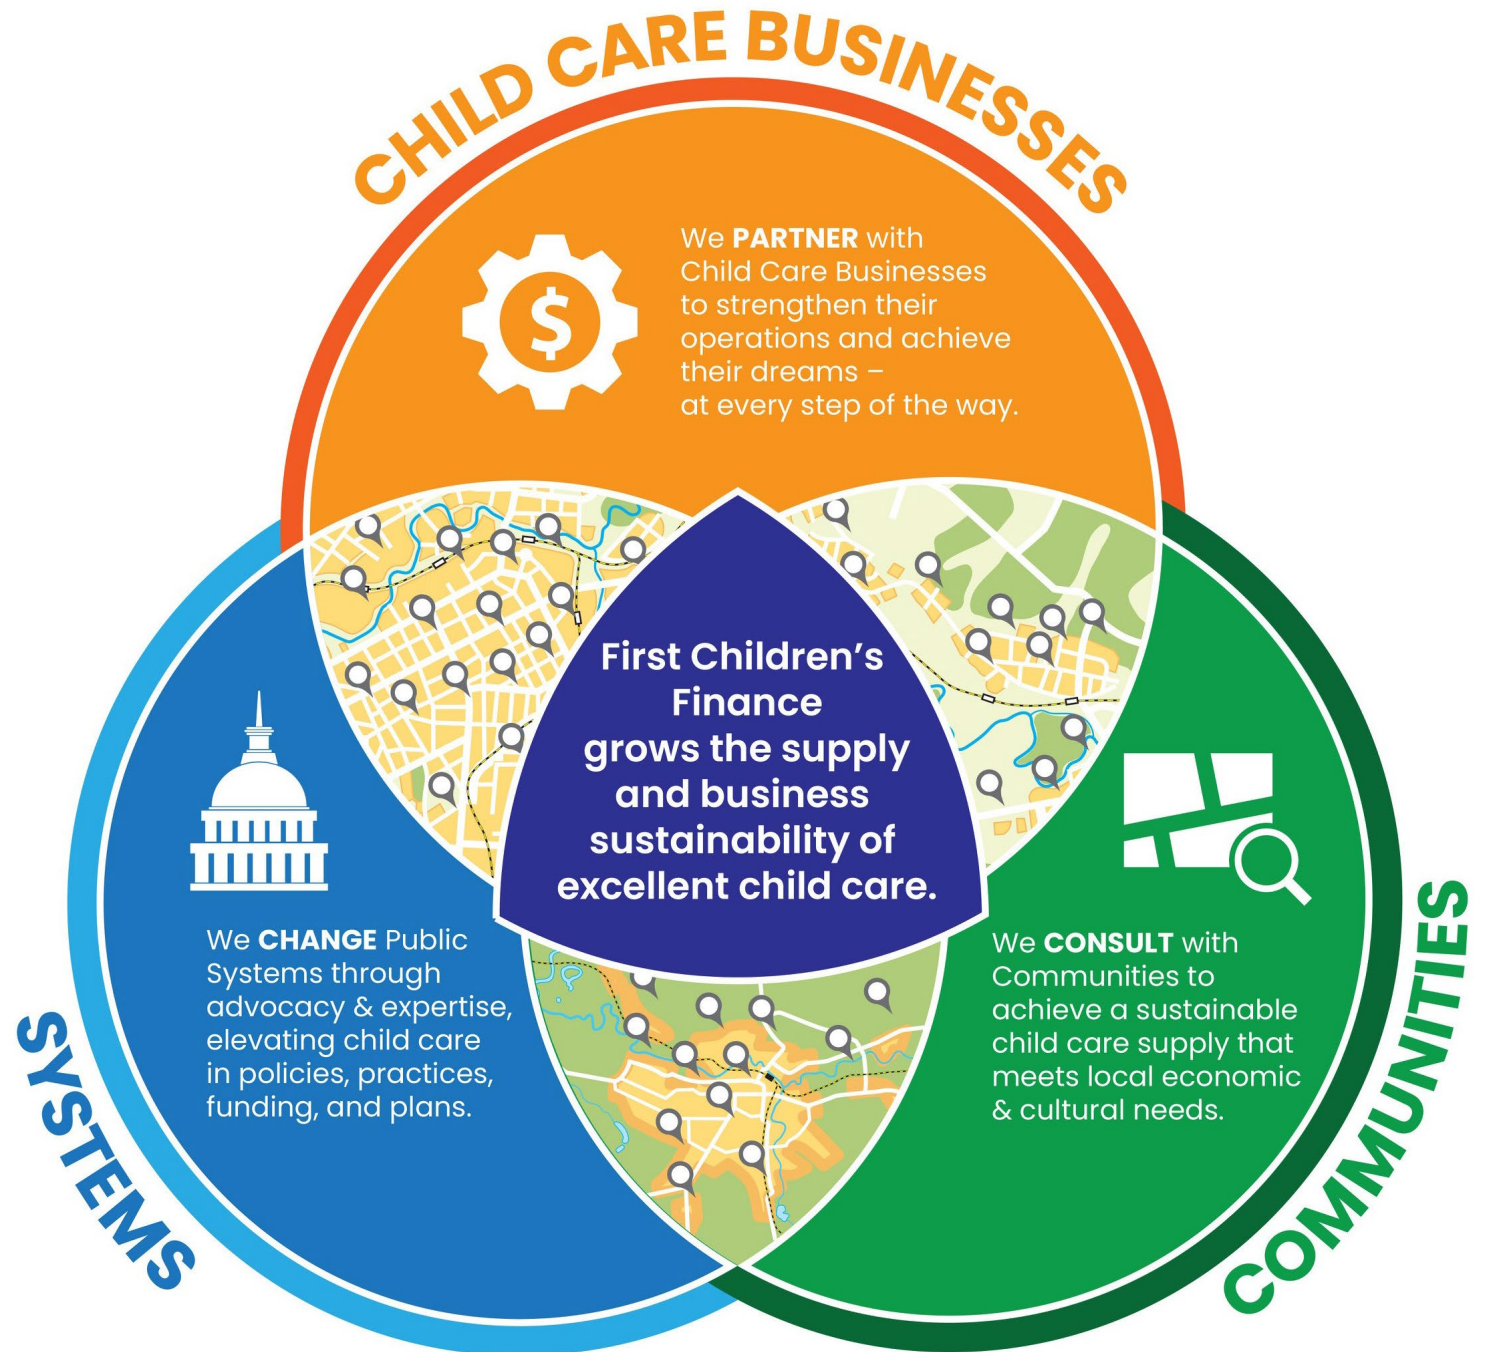 CHILD CARE BUSINESSES
We PARTNER with
Child Care Businesses
to strengthen their
operations and achieve
their dreams –
at every step of the way.
$
First Children’s
Finance
grows the supply
and business
sustainability of
excellent child care.
SYSTEMS
We CHANGE Public
Systems through
advocacy & expertise,
elevating child care
in policies, practices,
funding, and plans.
We CONSULT with
Communities to
achieve a sustainable
child care supply that
meets local economic
& cultural needs.
COMMUNITIES